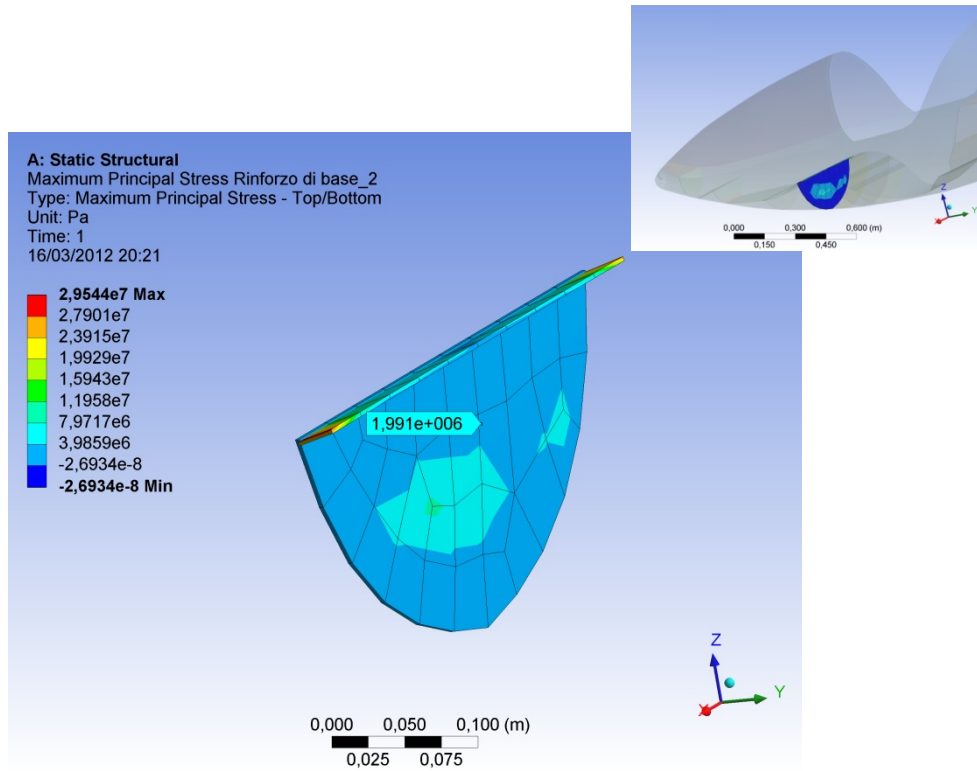 A: Static Structural
Maximum Principal Stress Rinforzo di base_2
Type: Maximum Principal Stress - Top/Bottom
Unit: Pa
Time: 1
16/03/2012 20:21
2,9544e7 Max
2,7901e7
2,3915e7
1,9929e7
1,5943e7
1,1958e7
7,9717e6
3,9859e6
-2,6934e-8
-2,6934e-8 Min
1,991e+006
0,000 0,050 0,100 (m)
0,025 0,075
Z
Y
X
0,000 0,300 0,600 (m)
0,150 0,450
Z
Y
X